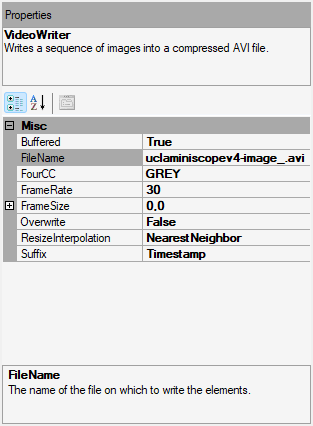 Properties
VideoWriter
Writes a sequence of images into a compressed AVI file.
Misc
Buffered True
FileName uclaminiscopev4-image_.avi
FourCC GREY
FrameRate 30
FrameSize 0,0
Overwrite False
ResizeInterpolation NearestNeighbor
Suffix Timestamp
FileName
The name of the file on which to write the elements.